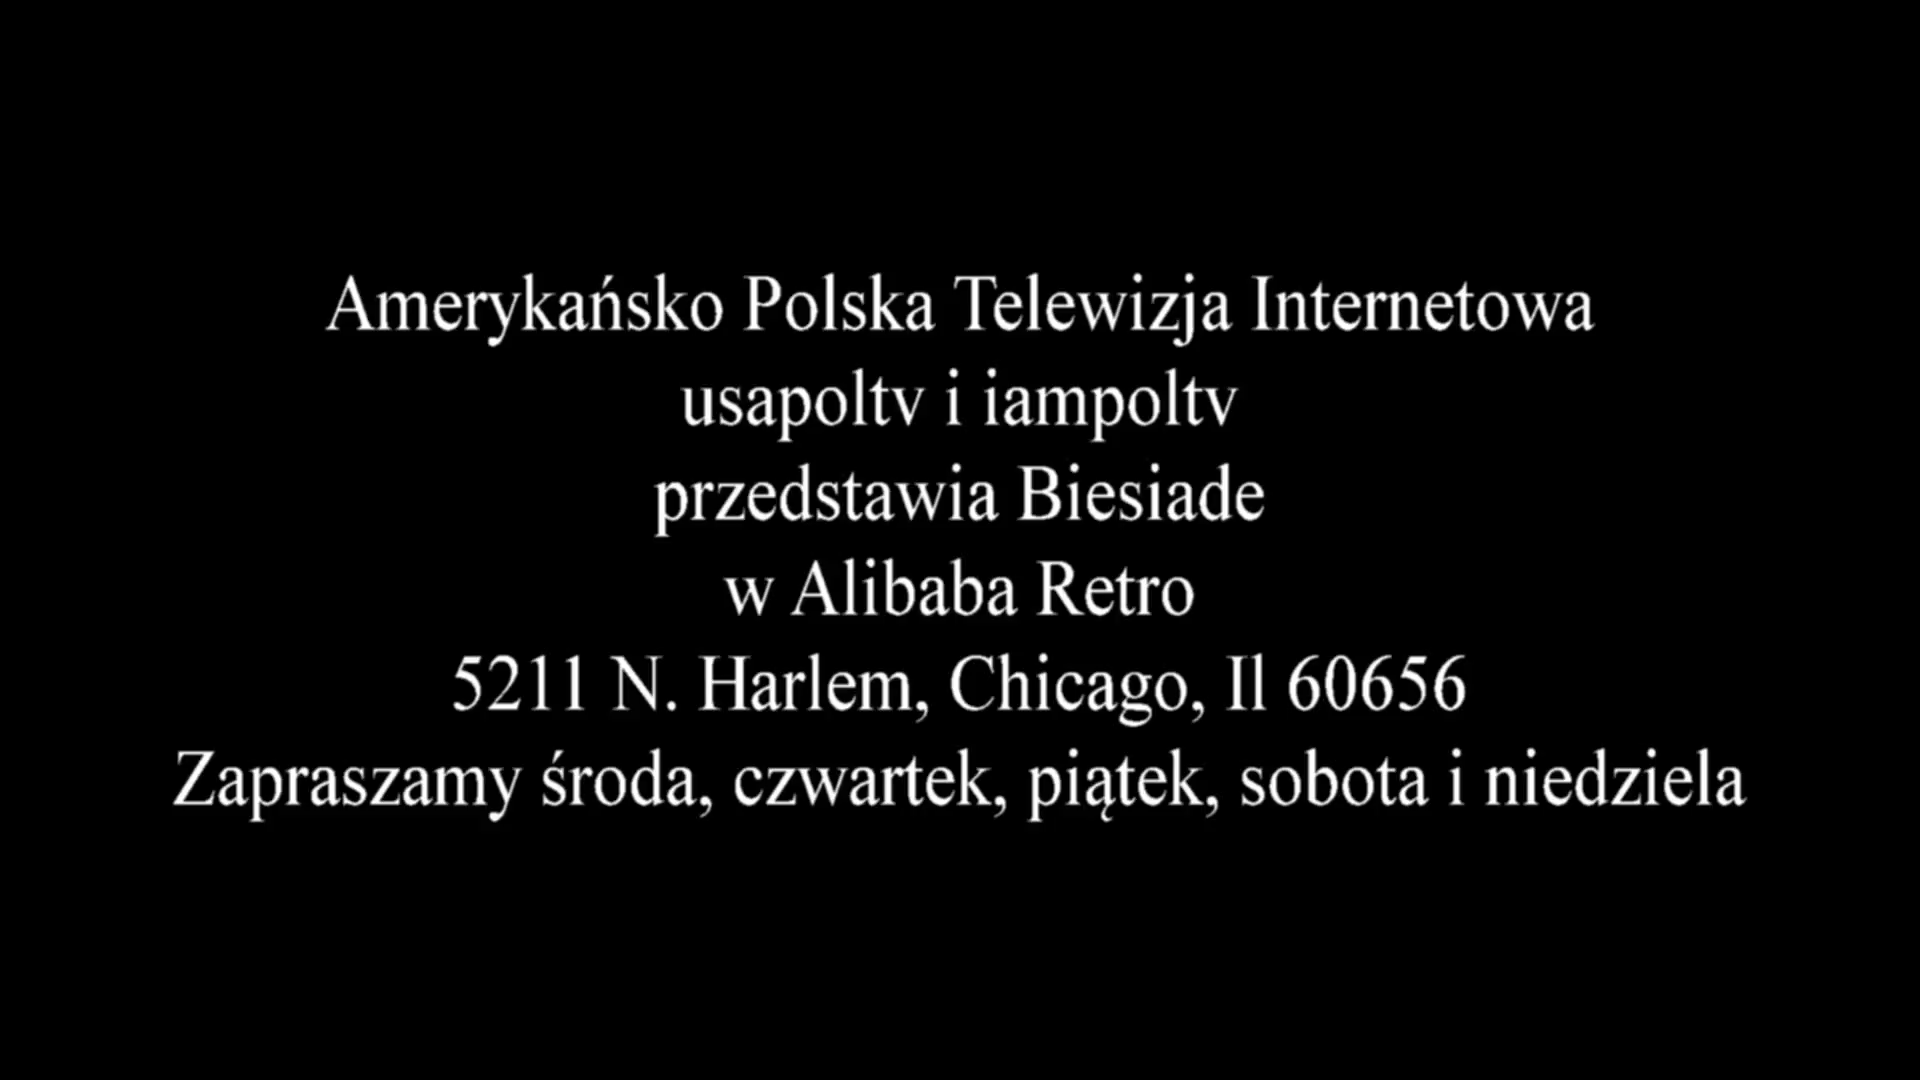 Amerykańsko Polska Telewizja Internetowa
usapoltv i iampoltv
przedstawia Biesiade
w Alibaba Retro
5211 N. Harlem, Chicago, Il 60656
Zapraszamy środa, czwartek, piątek, sobota i niedziela